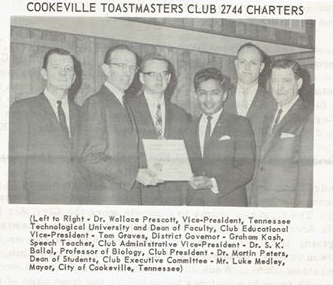 COOKEVILLE TOASTMASTERS CLUB 2744 CHARTERS
(Left to Right - Dr. Wallace Prescott, Vice-President, Tennessee
Technological University and Dean of Faculty, Club Educational
Vice-President - Tom Graves, District Governor - Graham Kash,
Speech Teacher, Club Administrative Vice-President - Dr. S. K.
Ballal, Professor of Biology, Club President - Dr. Martin Peters,
Dean of Students, Club Executive Committee - Mr. Luke Medley,
Mayor, City of Cookeville, Tennessee)